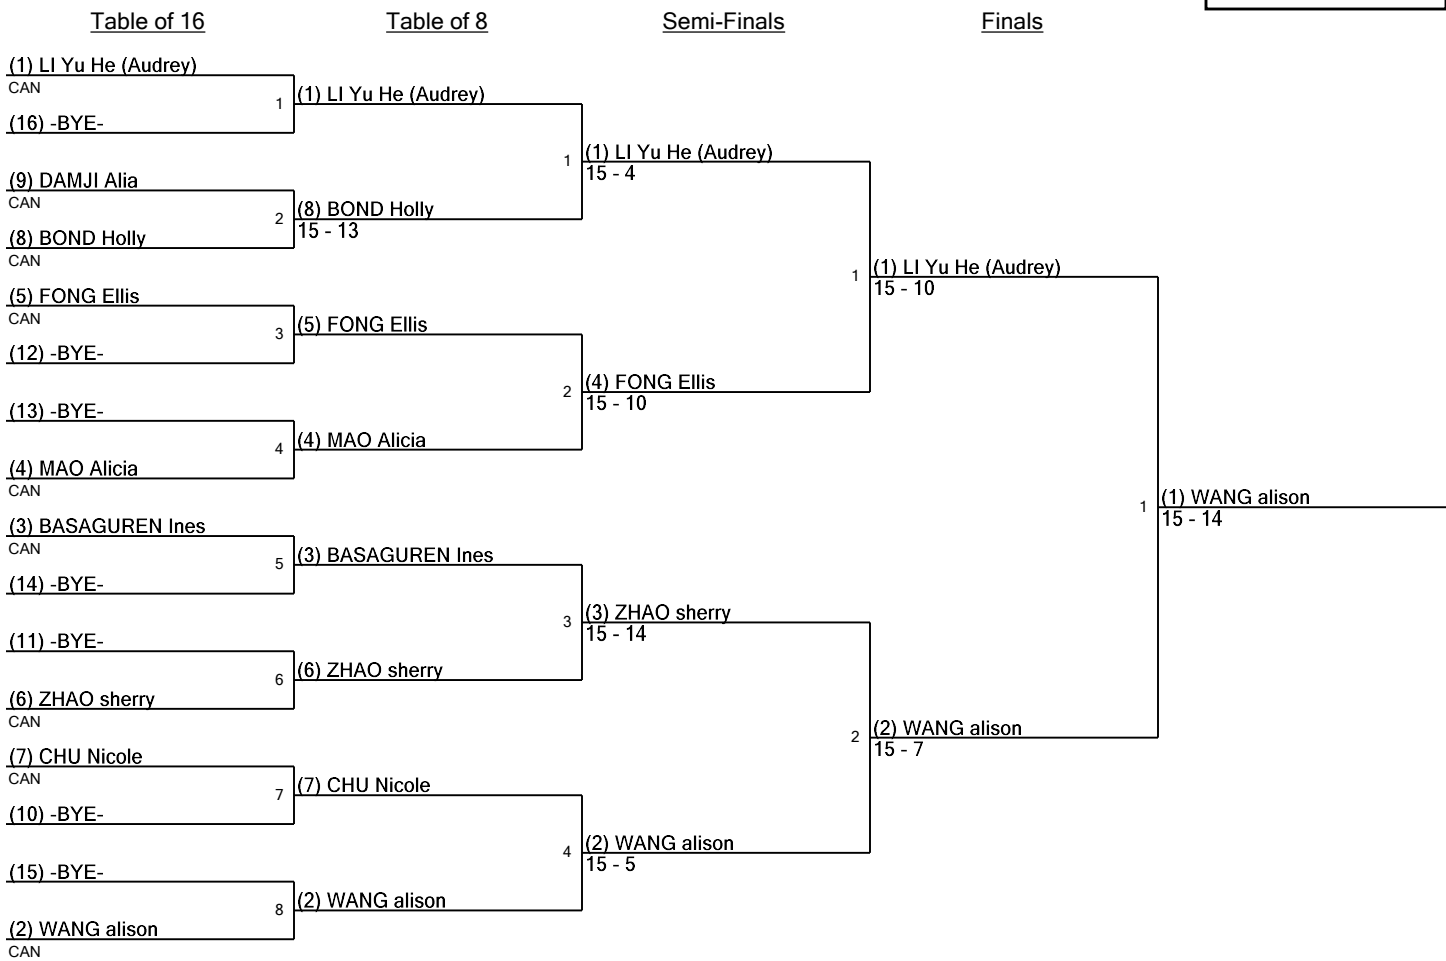 Table of 16
Table of 8
Semi-Finals
Finals
(1) LI Yu He (Audrey)
CAN
(16) -BYE-
(9) DAMJI Alia
CAN
(8) BOND Holly
CAN
(5) FONG Ellis
CAN
(12) -BYE-
(13) -BYE-
(4) MAO Alicia
CAN
(3) BASAGUREN Ines
CAN
(14) -BYE-
(11) -BYE-
(6) ZHAO sherry
CAN
(7) CHU Nicole
CAN
(10) -BYE-
(15) -BYE-
(2) WANG alison
CAN
1
(1) LI Yu He (Audrey)
2
(8) BOND Holly
15 - 13
3
(5) FONG Ellis
4
(4) MAO Alicia
5
(3) BASAGUREN Ines
6
(6) ZHAO sherry
7
(7) CHU Nicole
8
(2) WANG alison
1
(1) LI Yu He (Audrey)
15 - 4
2
(4) FONG Ellis
15 - 10
3
(3) ZHAO sherry
15 - 14
4
(2) WANG alison
15 - 5
1
(1) LI Yu He (Audrey)
15 - 10
2
(2) WANG alison
15 - 7
1
(1) WANG alison
15 - 14